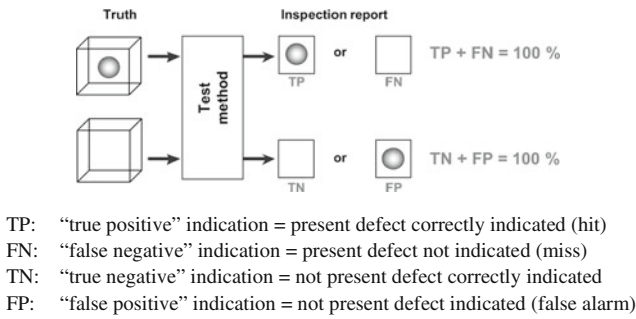 Truth Inspection report
Test method
or TP + FN = 100 %
TP FN
or TN + FP = 100 %
TN FP
TP: “true positive” indication = present defect correctly indicated (hit)
FN: “false negative” indication = present defect not indicated (miss)
TN: “true negative” indication = not present defect correctly indicated
FP: “false positive” indication = not present defect indicated (false alarm)